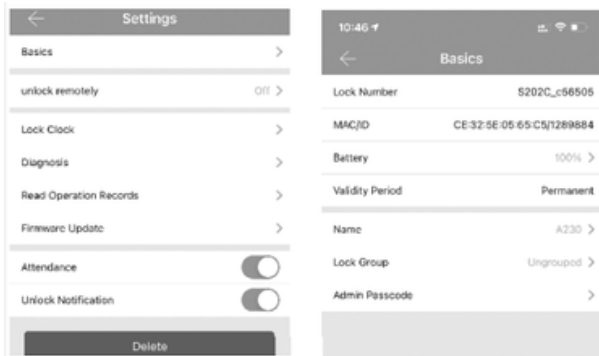 Settings
Basics
unlock remotely Off
Lock Clock
Diagnosis
Read Operation Records
Firmware Update
Attendance
Unlock Notification
Delete
10:46
Basics
Lock Number S202C_c56505
MAC/ID CE:32:5E:05:65:C5/1289884
Battery 100%
Validity Period Permanent
Name A230
Lock Group Ungrouped
Admin Passcode